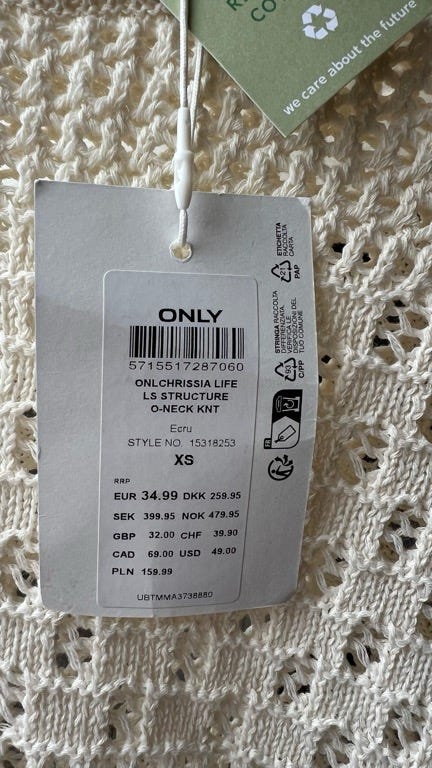 CO
we care about the future
ONLY
5715517287060
ONLCHRISSIA LIFE
LS STRUCTURE
O-NECK KNT
Ecru
STYLE NO. 15318253
XS
RRP
EUR 34.99 DKK 259.95
SEK 399.95 NOK 479.95
GBP 32.00 CHF 39.90
CAD 69.00 USD 49.00
PLN 159.99
UBTMMA3738880
ETICHETTA
RACCOLTA
CARTA
21
PAP
STRINGA RACCOLTA
DIFFERENZIATA.
VERIFICA LE
DISPOSIZIONI DEL
TUO COMUNE
93
C/PP
FR